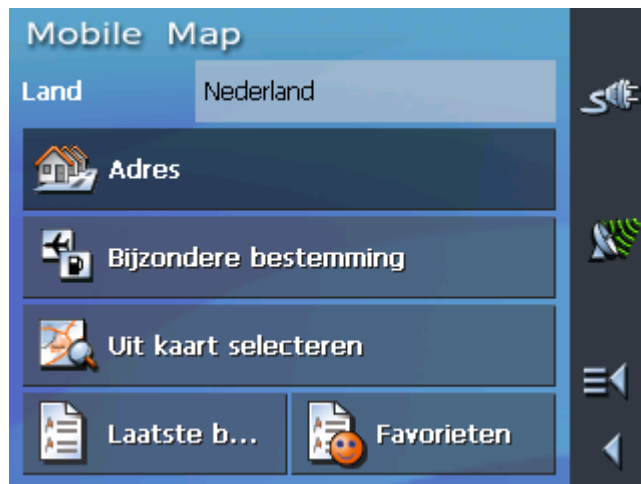 Mobile Map
Land Nederland
Adres
Bijzondere bestemming
Uit kaart selecteren
Laatste b... Favorieten